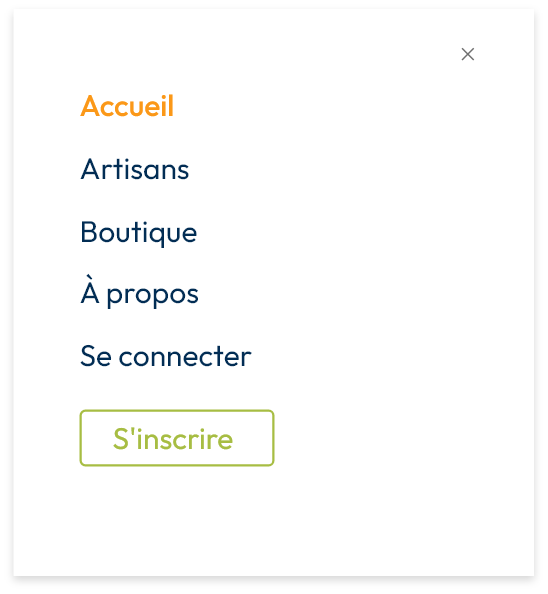 Accueil
Artisans
Boutique
À propos
Se connecter
S'inscrire